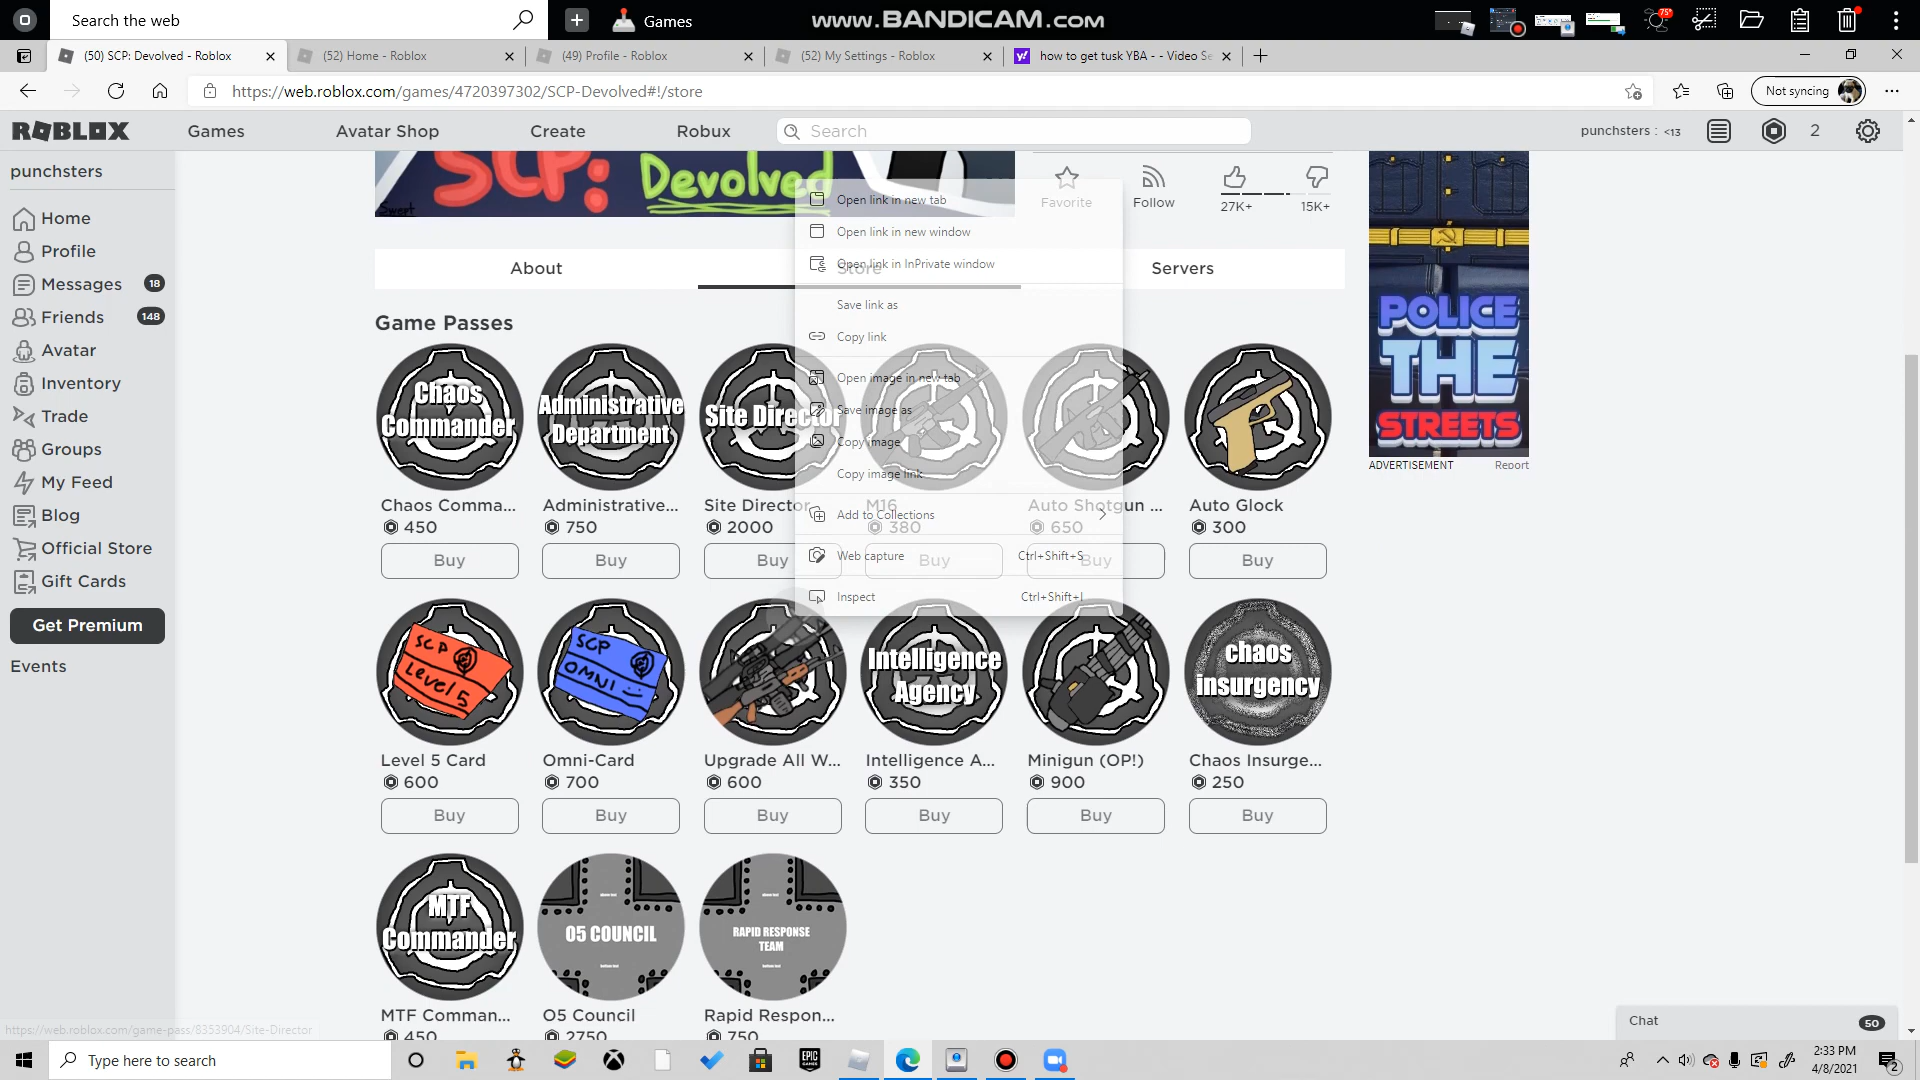 Search the web
Games
www.BANDICAM.com
75°
(50) SCP: Devolved - Roblox
(52) Home - Roblox
(49) Profile - Roblox
(52) My Settings - Roblox
how to get tusk YBA - - Video Se
https://web.roblox.com/games/4720397302/SCP-Devolved#!/store
Not syncing
ROBLOX
Games
Avatar Shop
Create
Robux
Search
punchsters : <13
2
punchsters
Home
Profile
Messages 18
Friends 148
Avatar
Inventory
Trade
Groups
My Feed
Blog
Official Store
Gift Cards
Get Premium
Events
SCP: Devolved
Favorite
Follow
27K+
15K+
About
Store
Servers
Open link in new tab
Open link in new window
Open link in InPrivate window
Save link as
Copy link
Open image in new tab
Save image as
Copy image
Copy image link
Add to Collections
Web capture Ctrl+Shift+S
Inspect Ctrl+Shift+I
Game Passes
Chaos
Commander
Administrative
Department
Site Director
Chaos Comma...
Administrative...
Site Director
M16
Auto Shotgun ...
Auto Glock
450
750
2000
380
650
300
Buy
Buy
Buy
Buy
Buy
Buy
SCP
Level 5
SCP
OMNI
Intelligence
Agency
chaos
insurgency
Level 5 Card
Omni-Card
Upgrade All W...
Intelligence A...
Minigun (OP!)
Chaos Insurge...
600
700
600
350
900
250
Buy
Buy
Buy
Buy
Buy
Buy
MTF
Commander
O5 COUNCIL
RAPID RESPONSE
TEAM
MTF Comman...
O5 Council
Rapid Respon...
450
2750
750
POLICE
THE
STREETS
ADVERTISEMENT
Report
Chat 50
https://web.roblox.com/game-pass/8353904/Site-Director
Type here to search
EPIC
GAMES
2:33 PM
4/8/2021
2